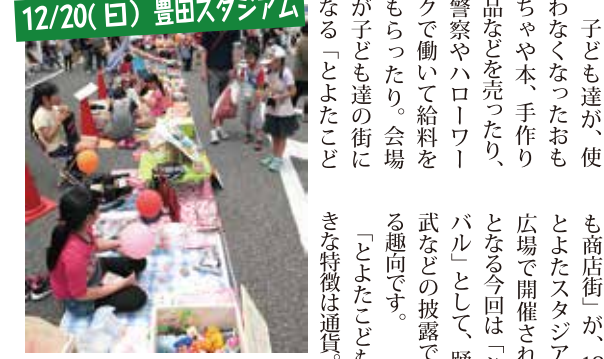 12/20(日) 豊田スタジアム
子ども達が、使
わなくなったおも
ちゃや本、手作り
品などを売ったり、
警察やハローワー
クで働いて給料を
もらったり。会場
が子ども達の街に
なる「とよたこど
も商店街」が、
とよたスタジア
広場で開催され
となる今回は「
バル」として、野
武などの披露で
る趣向です。
「とよたこども
きな特徴は通貨。